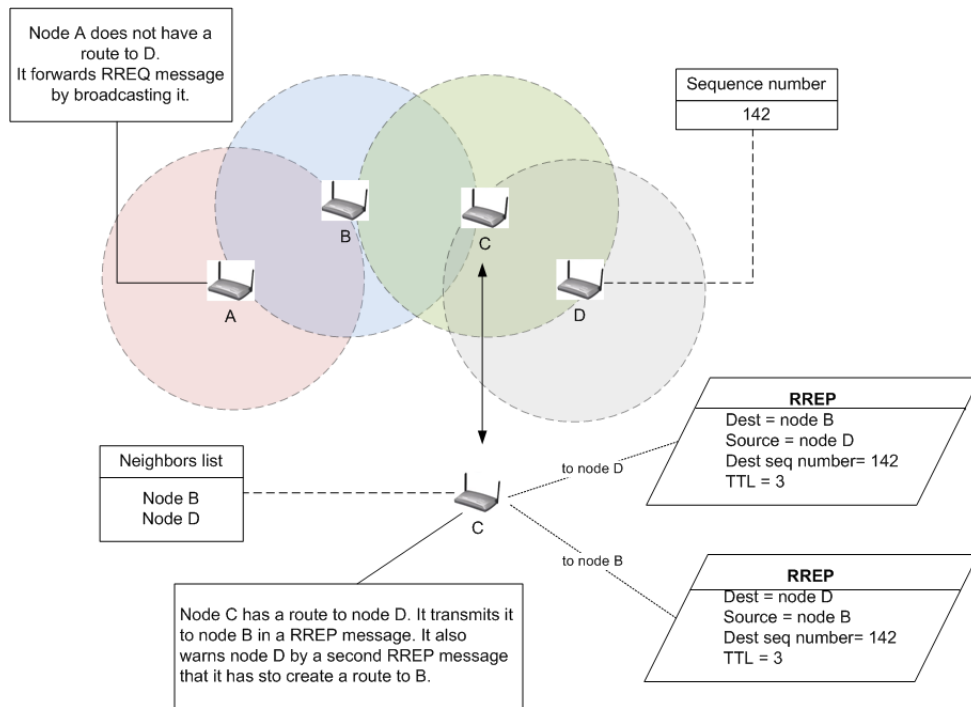 Node A does not have a
route to D.
It forwards RREQ message
by broadcasting it.
Sequence number
142
B
C
A
D
RREP
Dest = node B
Source = node D
Dest seq number= 142
TTL = 3
to node D
Neighbors list
Node B
Node D
C
to node B
RREP
Dest = node D
Source = node B
Dest seq number= 142
TTL = 3
Node C has a route to node D. It transmits it
to node B in a RREP message. It also
warns node D by a second RREP message
that it has sto create a route to B.